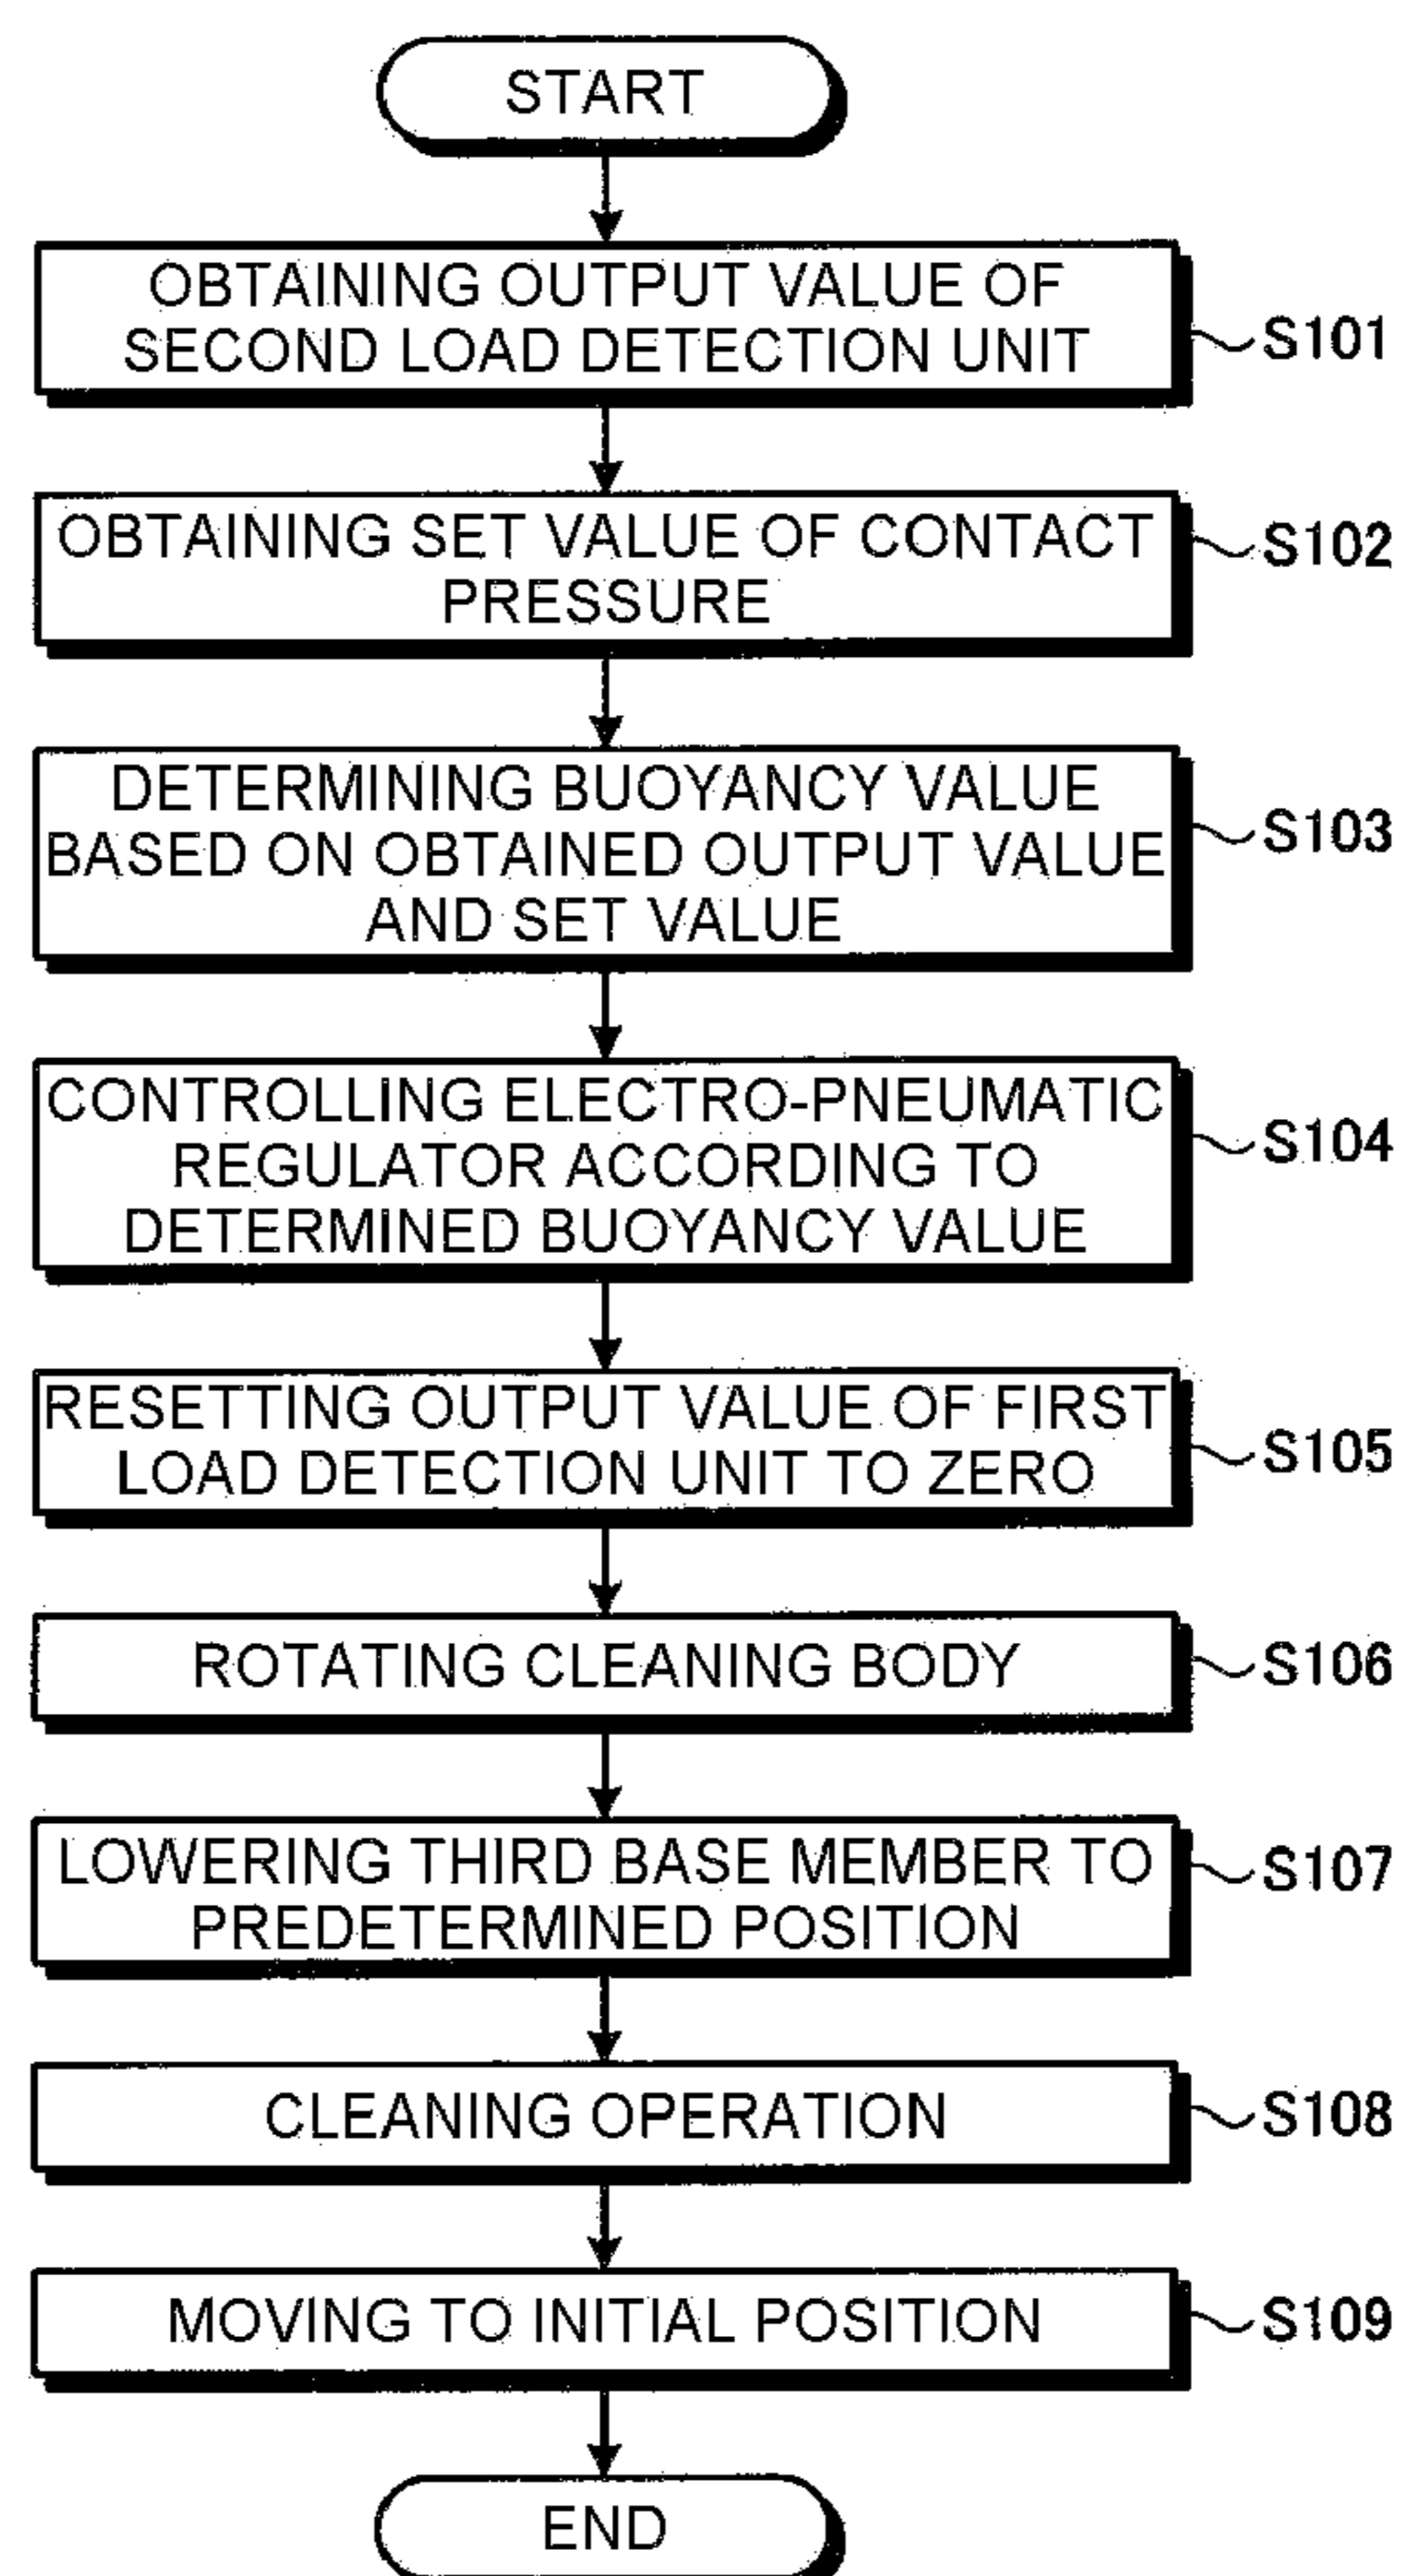 START
OBTAINING OUTPUT VALUE OF
SECOND LOAD DETECTION UNIT
S101
OBTAINING SET VALUE OF CONTACT
PRESSURE
S102
DETERMINING BUOYANCY VALUE
BASED ON OBTAINED OUTPUT VALUE
AND SET VALUE
S103
CONTROLLING ELECTRO-PNEUMATIC
REGULATOR ACCORDING TO
DETERMINED BUOYANCY VALUE
S104
RESETTING OUTPUT VALUE OF FIRST
LOAD DETECTION UNIT TO ZERO
S105
ROTATING CLEANING BODY
S106
LOWERING THIRD BASE MEMBER TO
PREDETERMINED POSITION
S107
CLEANING OPERATION
S108
MOVING TO INITIAL POSITION
S109
END